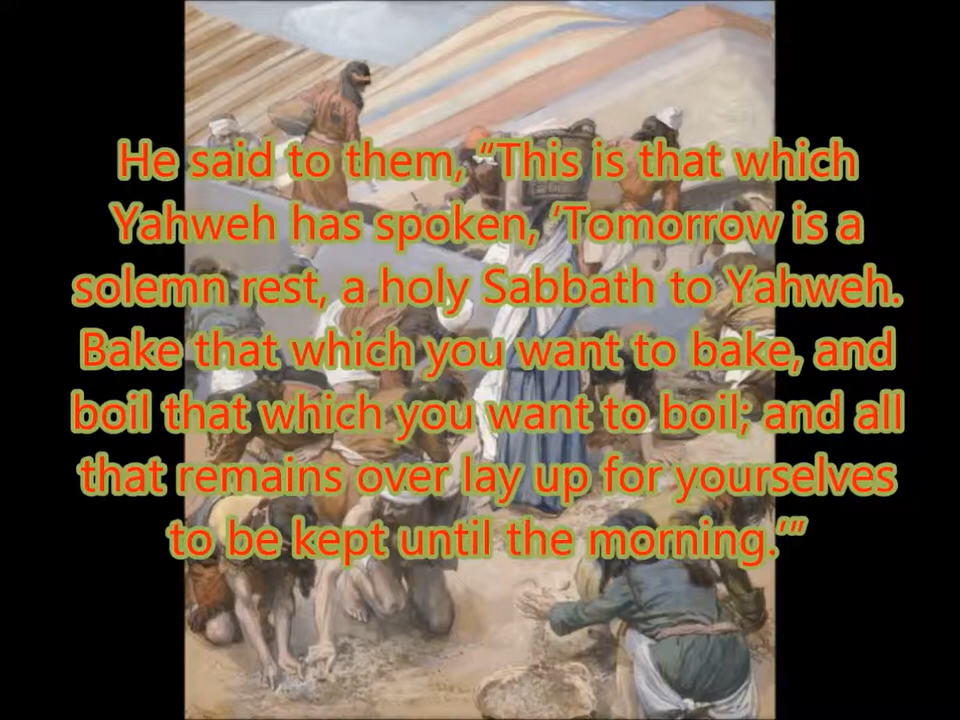 He said to them, “This is that which
Yahweh has spoken, ‘Tomorrow is a
solemn rest, a holy Sabbath to Yahweh.
Bake that which you want to bake, and
boil that which you want to boil; and all
that remains over lay up for yourselves
to be kept until the morning.’”